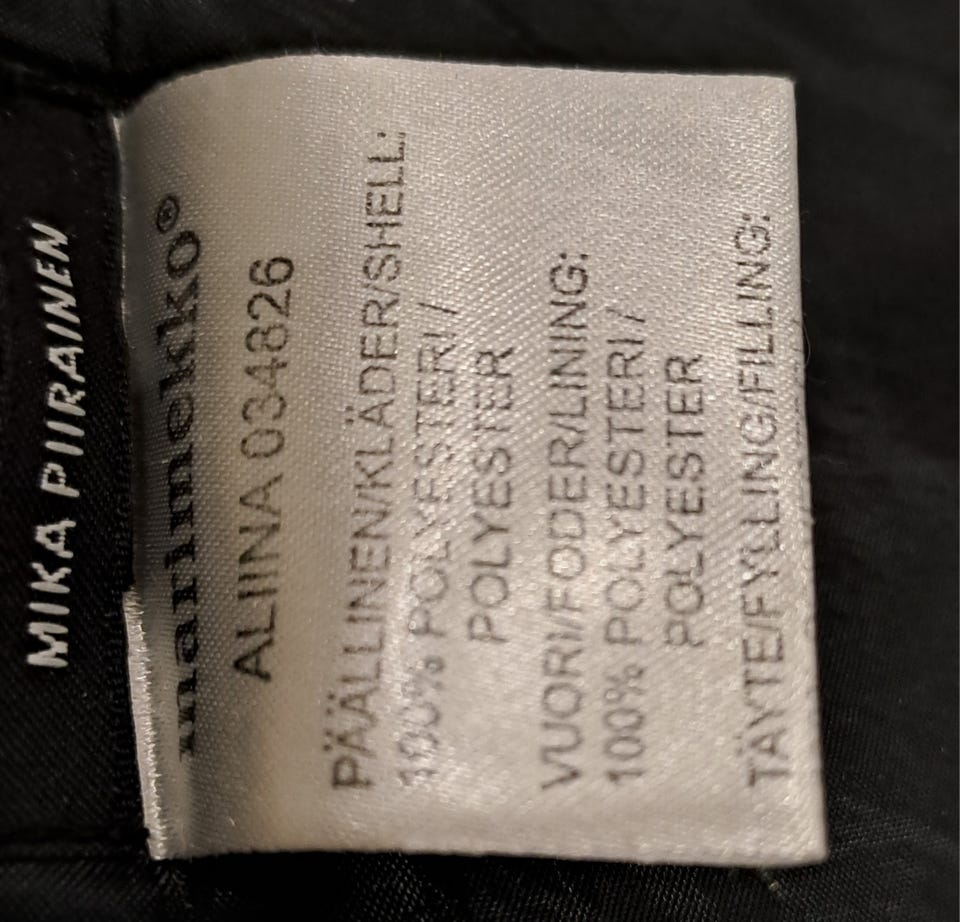 MIKA PIIRAINEN
marimekko®
ALIINA 034826
PÄÄLLINEN/KLÄDER/SHELL:
100% POLYESTERI /
POLYESTER
VUORI/FODER/LINING:
100% POLYESTERI /
POLYESTER
TÄYTE/FYLLING/FILLING: